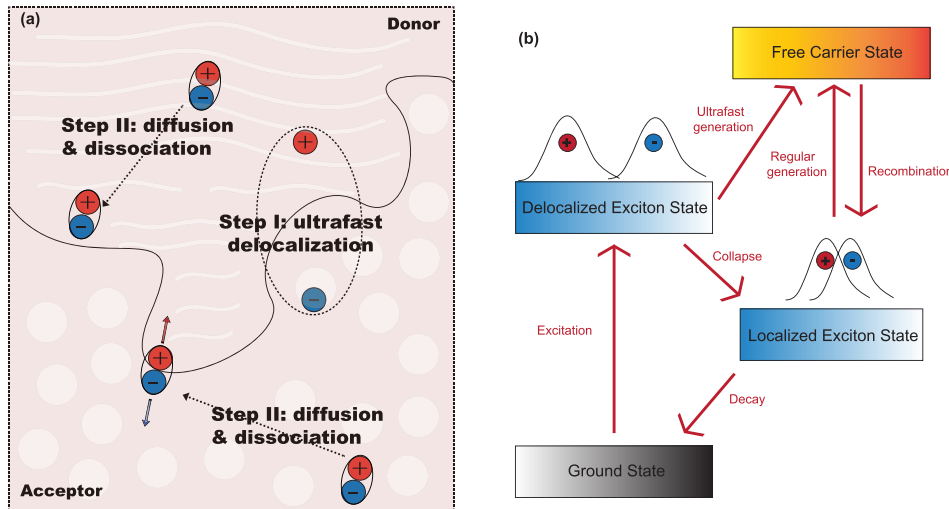 (a)
Donor
+
−
Step II: diffusion
& dissociation
+
Step I: ultrafast
delocalization
+
−
−
+
−
Step II: diffusion
& dissociation
+
−
Acceptor
(b)
Free Carrier State
Ultrafast
generation
Regular
generation
Recombination
+ -
Delocalized Exciton State
Collapse
+ -
Excitation
Localized Exciton State
Decay
Ground State